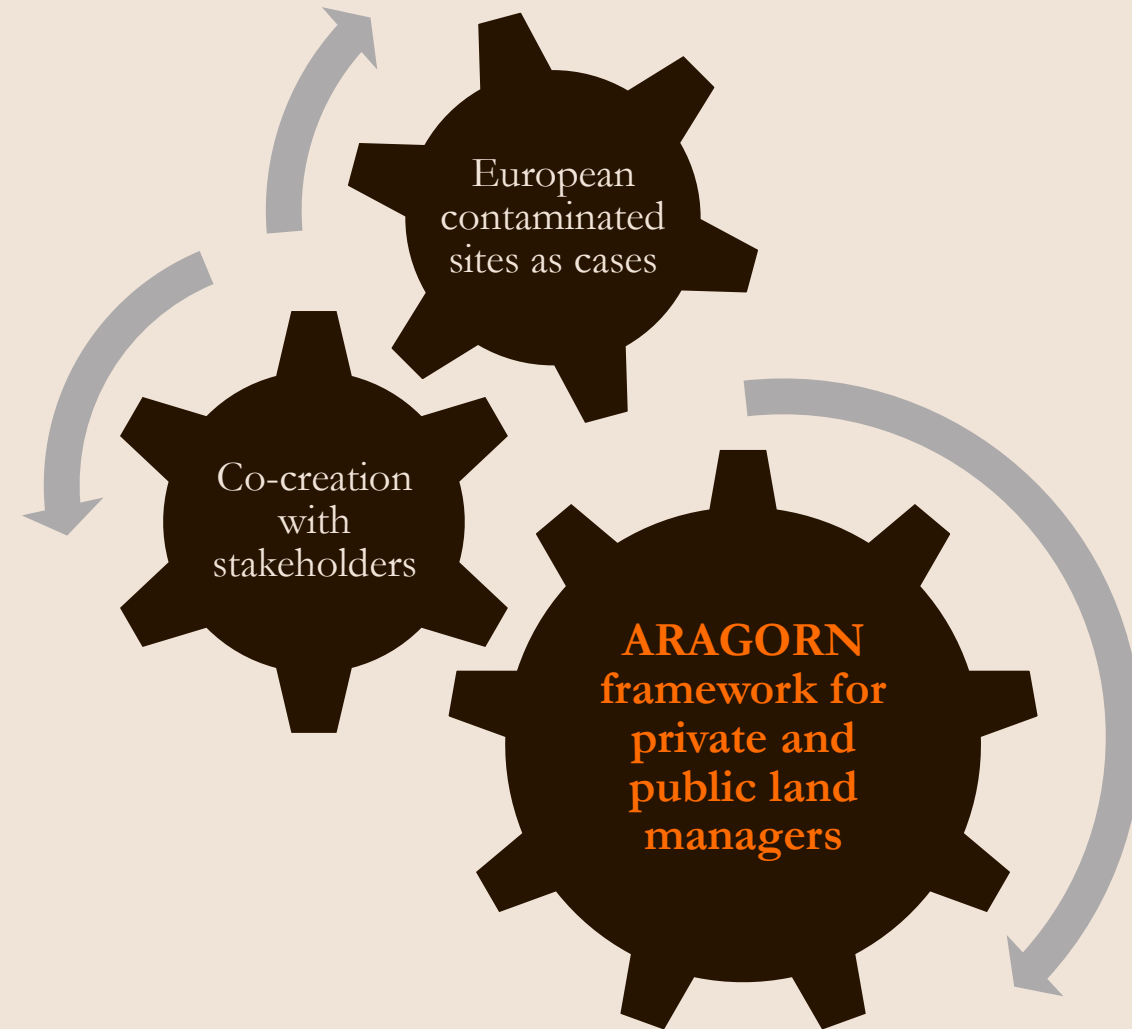 European
contaminated
sites as cases
Co-creation
with
stakeholders
ARAGORN
framework for
private and
public land
managers